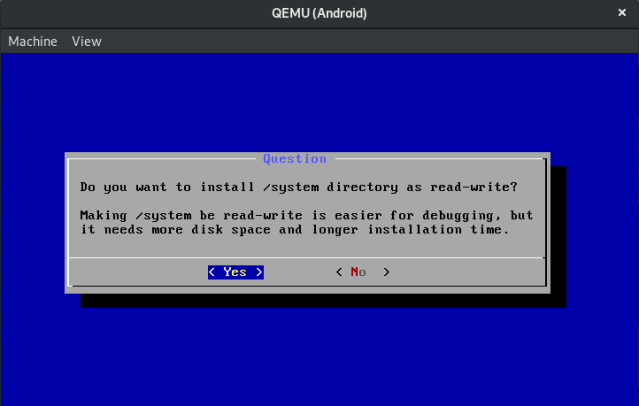 QEMU (Android)
×
Machine View
Question
Do you want to install /system directory as read-write?
Making /system be read-write is easier for debugging, but
it needs more disk space and longer installation time.
< Yes > < No >